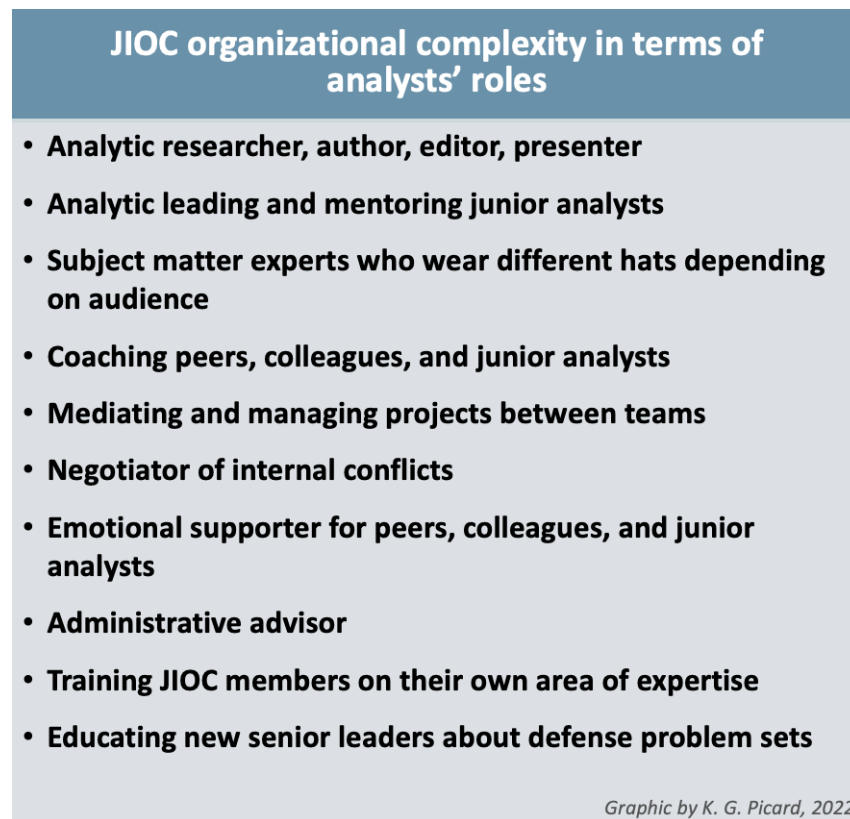 JIOC organizational complexity in terms of
analysts’ roles
• Analytic researcher, author, editor, presenter
• Analytic leading and mentoring junior analysts
• Subject matter experts who wear different hats depending
on audience
• Coaching peers, colleagues, and junior analysts
• Mediating and managing projects between teams
• Negotiator of internal conflicts
• Emotional supporter for peers, colleagues, and junior
analysts
• Administrative advisor
• Training JIOC members on their own area of expertise
• Educating new senior leaders about defense problem sets
Graphic by K. G. Picard, 2022